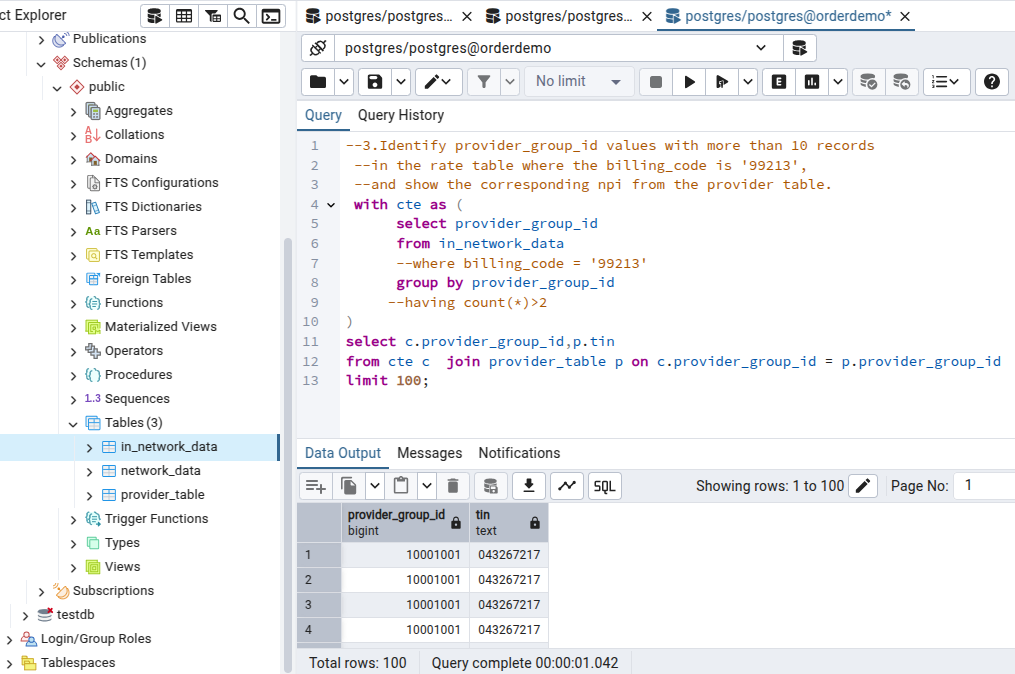 ct Explorer
postgres/postgres...
postgres/postgres...
postgres/postgres@orderdemo*
Publications
Schemas (1)
public
Aggregates
Collations
Domains
FTS Configurations
FTS Dictionaries
Aa FTS Parsers
FTS Templates
Foreign Tables
Functions
Materialized Views
Operators
Procedures
1..3 Sequences
Tables (3)
in_network_data
network_data
provider_table
Trigger Functions
Types
Views
Subscriptions
testdb
Login/Group Roles
Tablespaces
postgres/postgres@orderdemo
No limit
E
Query Query History
1 --3.Identify provider_group_id values with more than 10 records
2 --in the rate table where the billing_code is '99213',
3 --and show the corresponding npi from the provider table.
4 with cte as (
5 select provider_group_id
6 from in_network_data
7 --where billing_code = '99213'
8 group by provider_group_id
9 --having count(*)>2
10 )
11 select c.provider_group_id,p.tin
12 from cte c  join provider_table p on c.provider_group_id = p.provider_group_id
13 limit 100;
Data Output Messages Notifications
SQL
Showing rows: 1 to 100
Page No: 1
provider_group_id tin
bigint text
1 10001001 043267217
2 10001001 043267217
3 10001001 043267217
4 10001001 043267217
Total rows: 100 Query complete 00:00:01.042